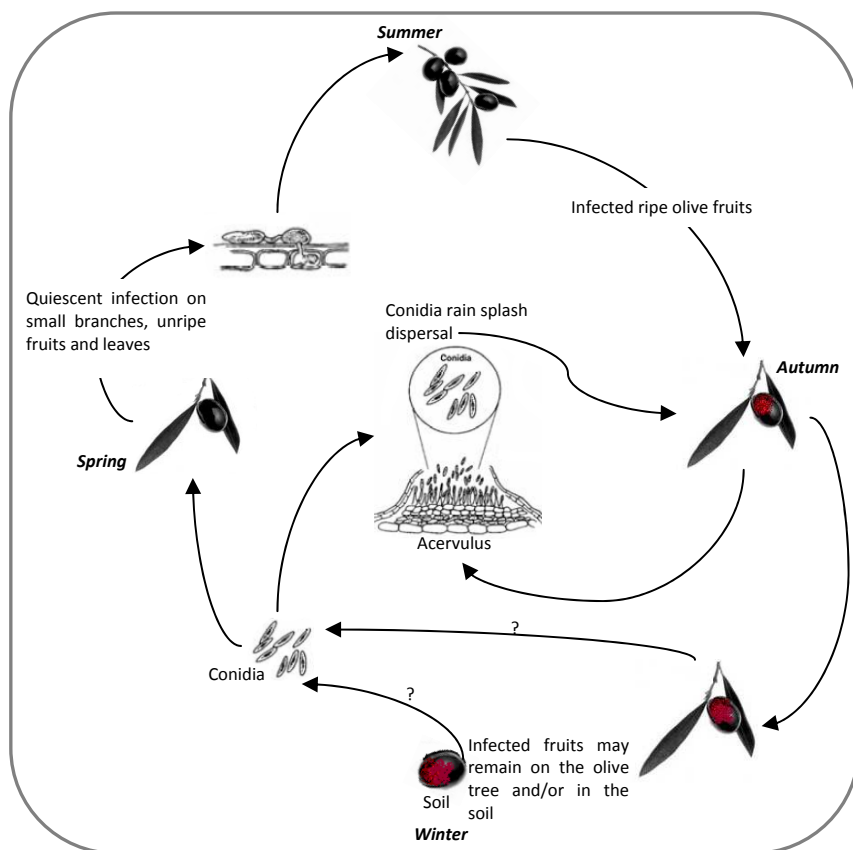 Summer
Infected ripe olive fruits
Quiescent infection on
small branches, unripe
fruits and leaves
Conidia rain splash
dispersal
Conidia
Autumn
Spring
Acervulus
?
Conidia
?
Infected fruits may
remain on the olive
tree and/or in the
soil
Soil
Winter